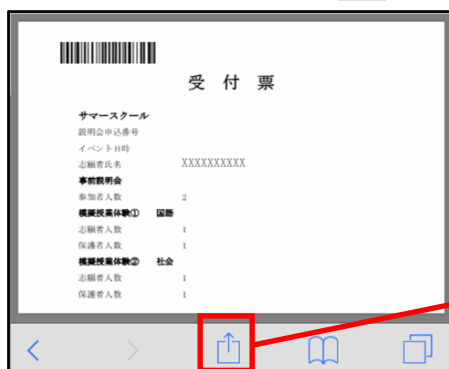 受付票
サマースクール
説明会申込番号
イベント日時
志願者氏名 XXXXXXXXXX
事前説明会
参加者人数 2
模擬授業体験① 国語
志願者人数 1
保護者人数 1
模擬授業体験② 社会
志願者人数 1
保護者人数 1